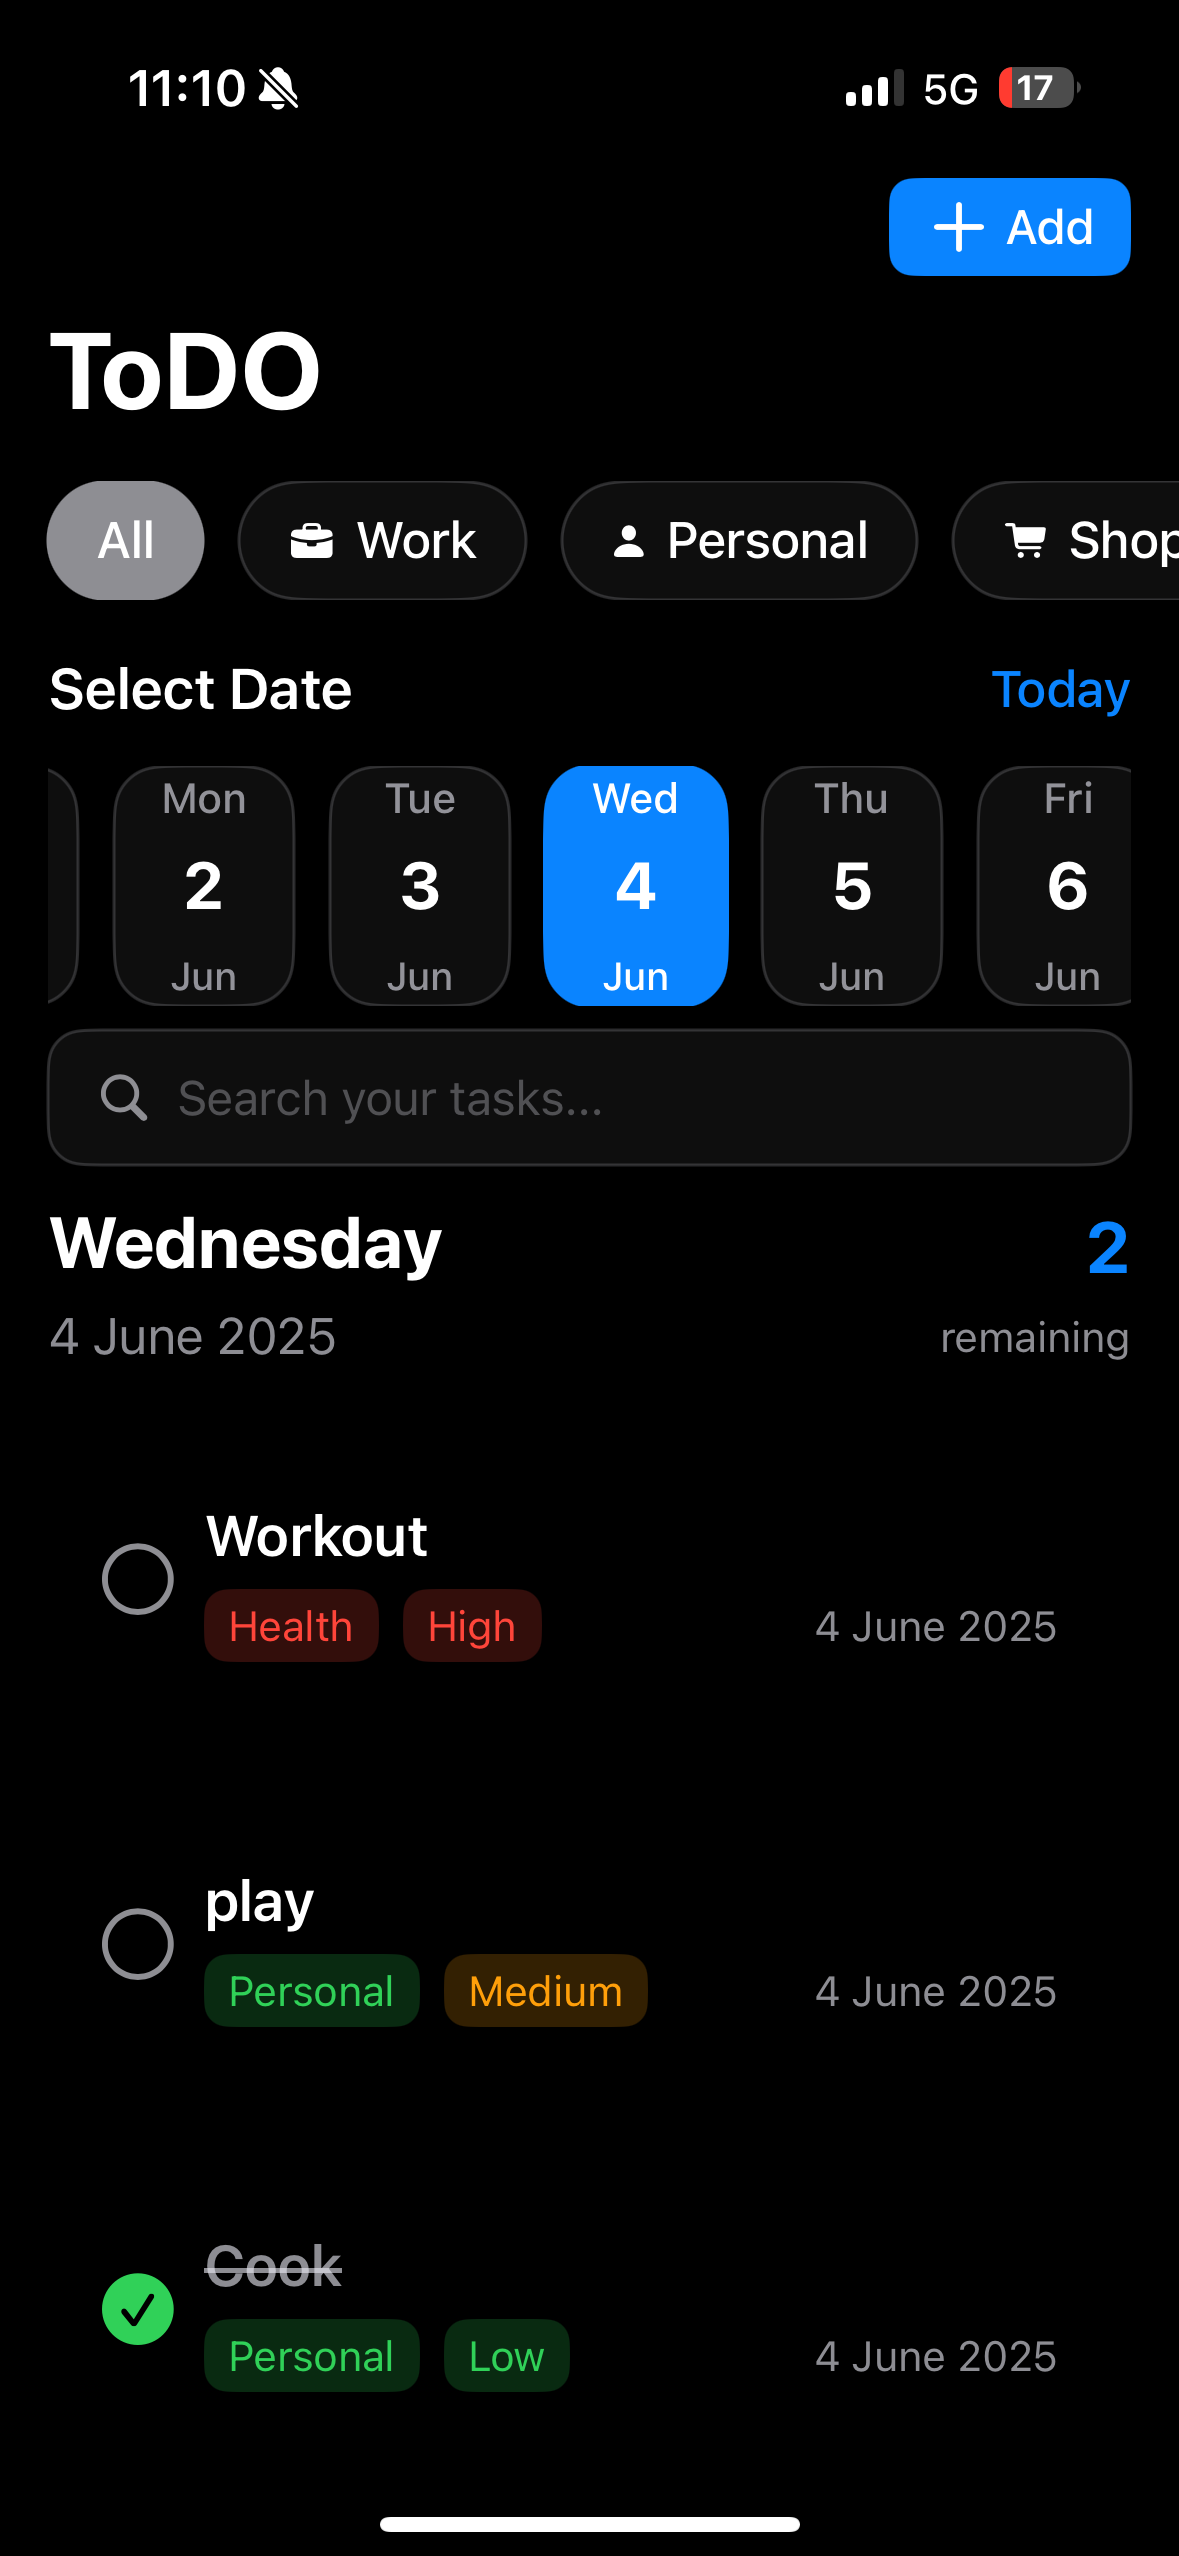 11:10 5G 17
Add
ToDO
All Work Personal Shop
Select Date Today
Mon Tue Wed Thu Fri
2 3 4 5 6
Jun Jun Jun Jun Jun
Search your tasks...
Wednesday 2
4 June 2025 remaining
Workout
Health High 4 June 2025
play
Personal Medium 4 June 2025
Cook
Personal Low 4 June 2025